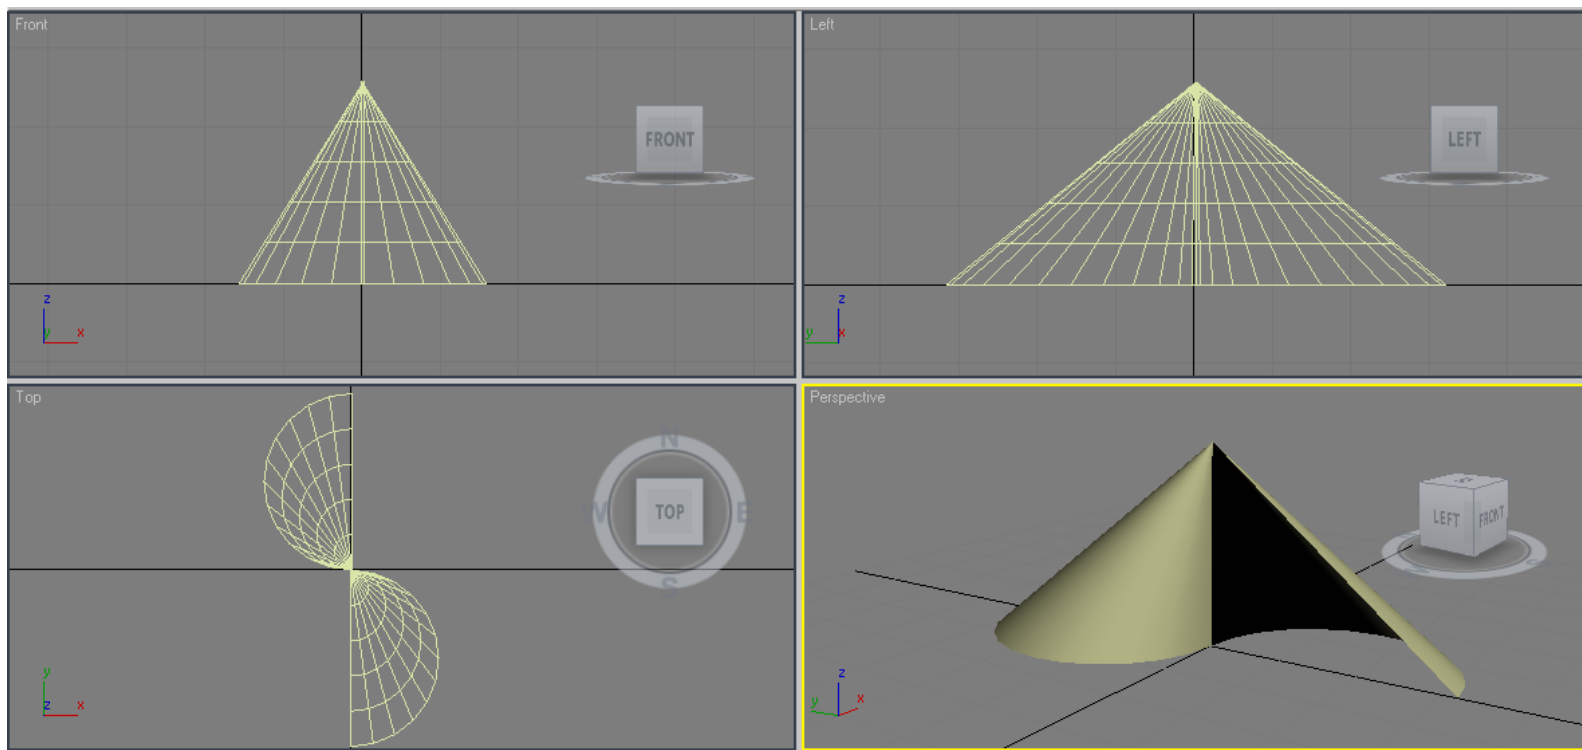 Front
FRONT
z
y x
Left
LEFT
z
y x
Top
N
W TOP E
S
y
z x
Perspective
S
LEFT FRONT
z
y x